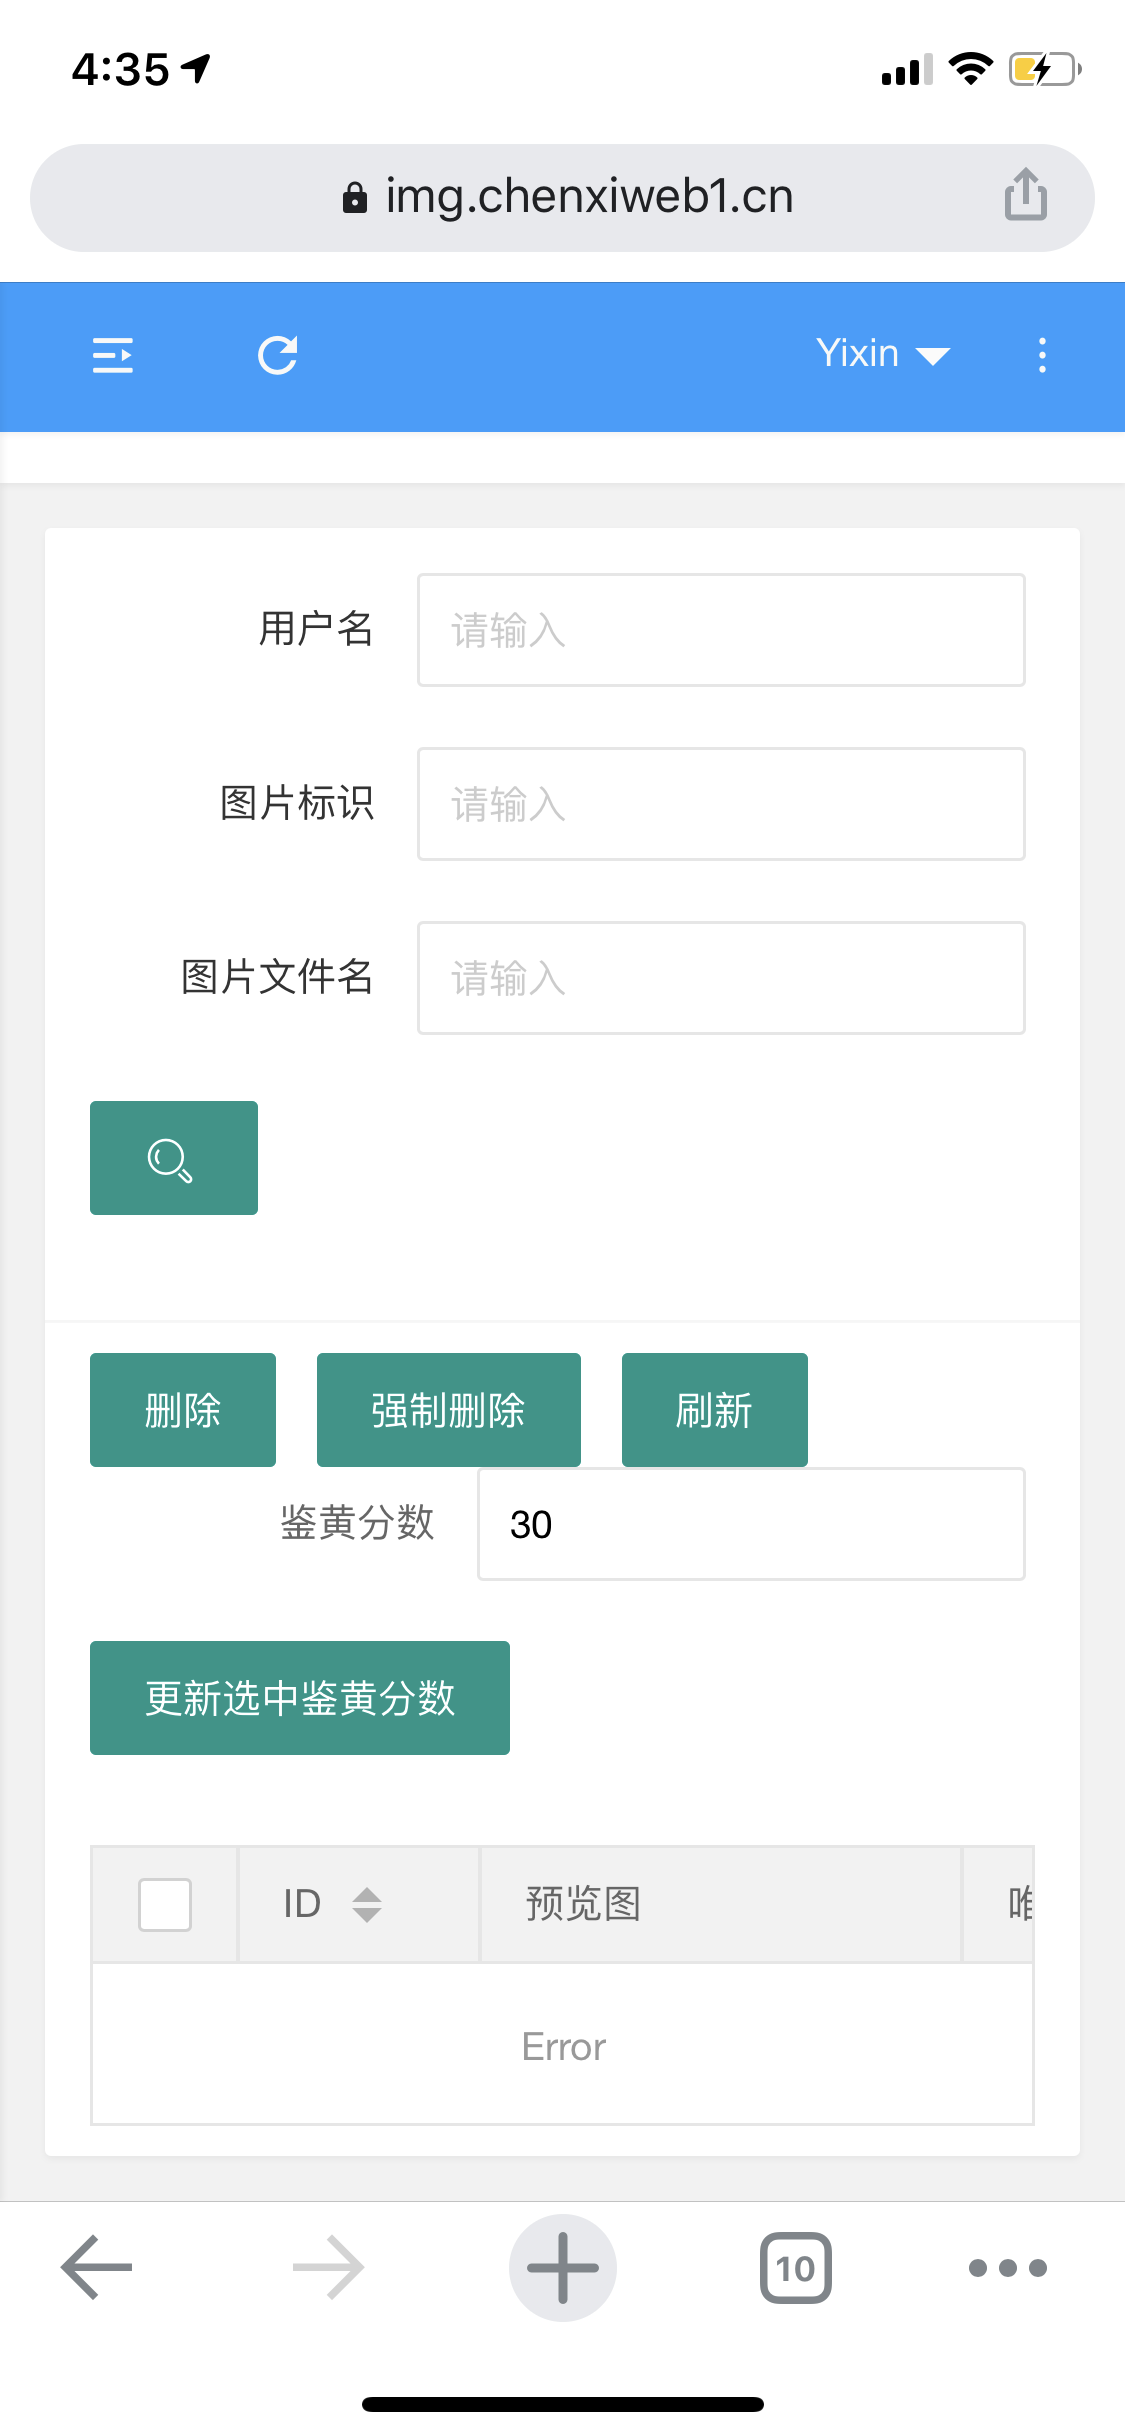 4:35
img.chenxiweb1.cn
Yixin
用户名 请输入
图片标识 请输入
图片文件名 请输入
删除 强制删除 刷新
鉴黄分数 30
更新选中鉴黄分数
ID 预览图
Error
10